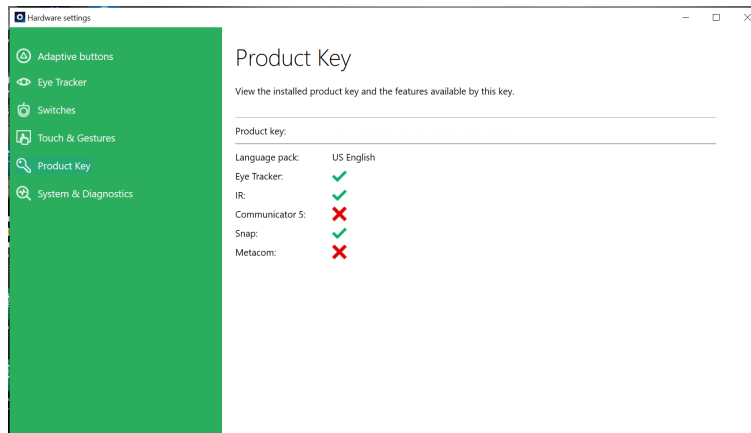 Hardware settings
Adaptive buttons
Eye Tracker
Switches
Touch & Gestures
Product Key
System & Diagnostics
Product Key
View the installed product key and the features available by this key.
Product key:
Language pack: US English
Eye Tracker:
IR:
Communicator 5:
Snap:
Metacom: